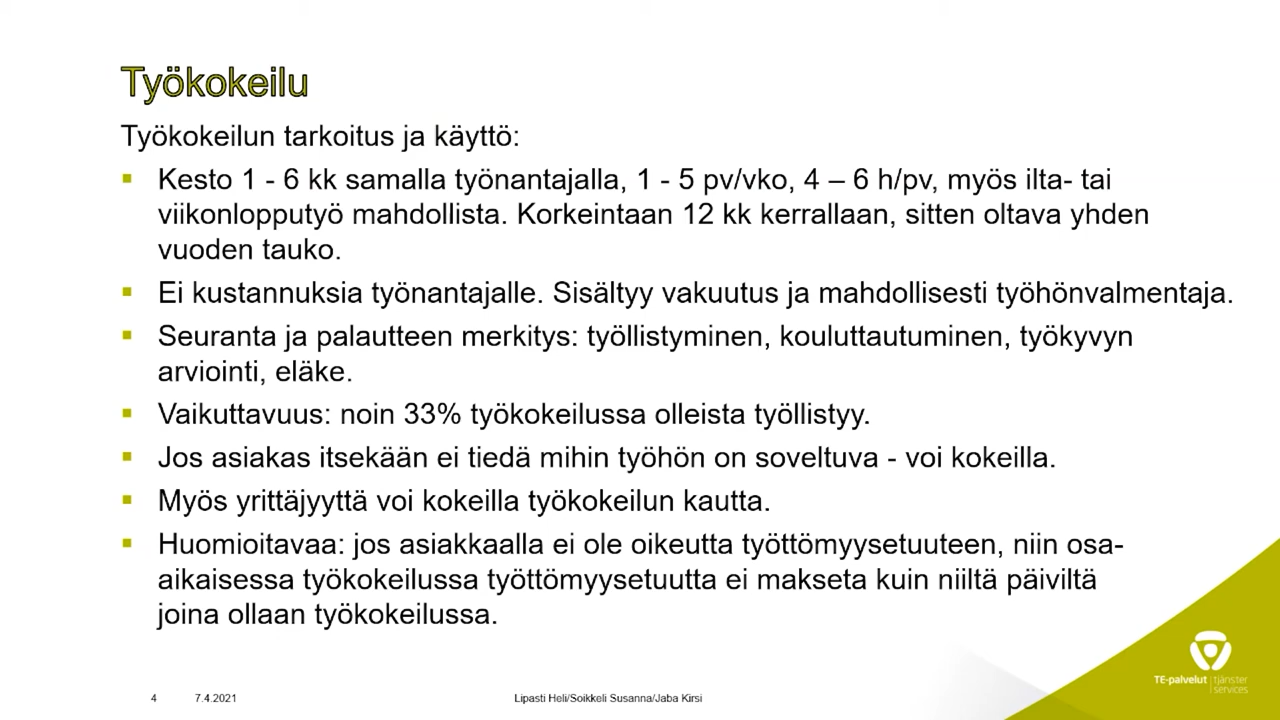 Työkokeilu
Työkokeilun tarkoitus ja käyttö:
▪ Kesto 1 - 6 kk samalla työnantajalla, 1 - 5 pv/vko, 4 – 6 h/pv, myös ilta- tai
viikonlopputyö mahdollista. Korkeintaan 12 kk kerrallaan, sitten oltava yhden
vuoden tauko.
▪ Ei kustannuksia työnantajalle. Sisältyy vakuutus ja mahdollisesti työhönvalmentaja.
▪ Seuranta ja palautteen merkitys: työllistyminen, kouluttautuminen, työkyvyn
arviointi, eläke.
▪ Vaikuttavuus: noin 33% työkokeilussa olleista työllistyy.
▪ Jos asiakas itsekään ei tiedä mihin työhön on soveltuva - voi kokeilla.
▪ Myös yrittäjyyttä voi kokeilla työkokeilun kautta.
▪ Huomioitavaa: jos asiakkaalla ei ole oikeutta työttömyysetuuteen, niin osa-
aikaisessa työkokeilussa työttömyysetuutta ei makseta kuin niiltä päiviltä
joina ollaan työkokeilussa.
TE-palvelut | tjänster
services
4 7.4.2021 Lipasti Heli/Soikkeli Susanna/Jaba Kirsi